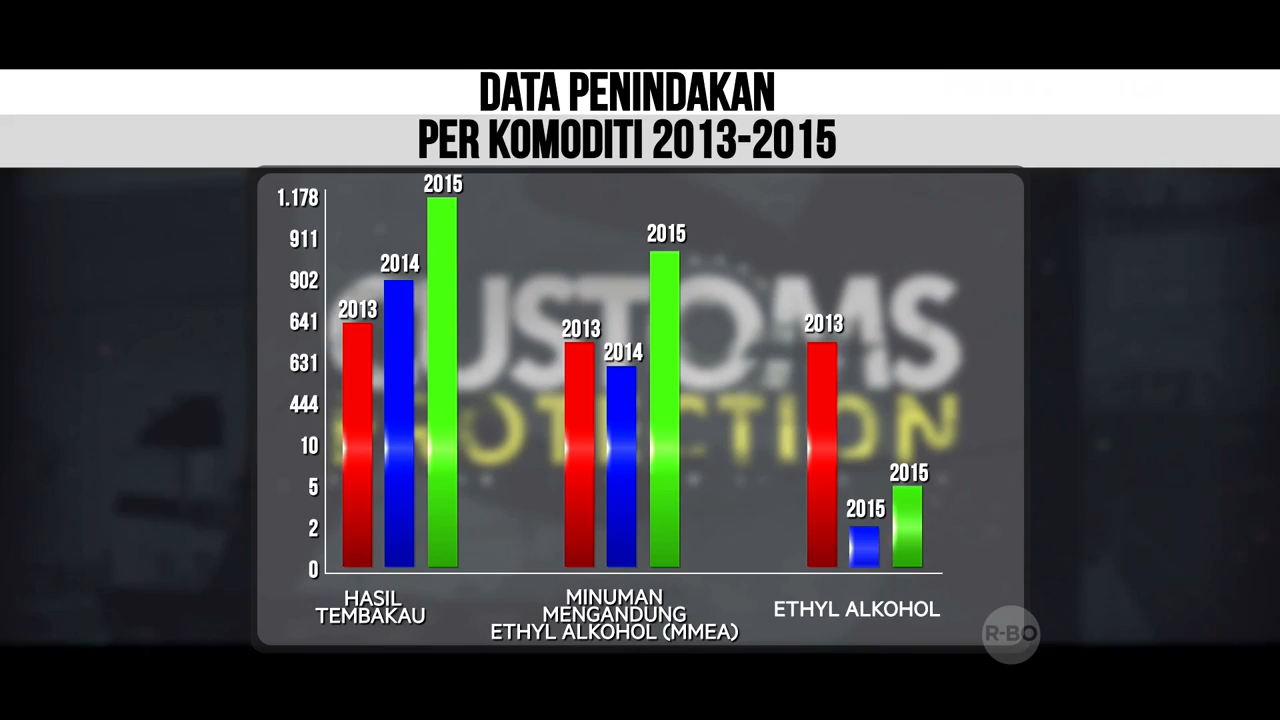 DATA PENINDAKAN
PER KOMODITI 2013-2015
1.178
911
902
641
631
444
10
5
2
0
2013
2014
2015
2013
2014
2015
2013
2015
2015
CUSTOMS
PROTECTION
HASIL
TEMBAKAU
MINUMAN
MENGANDUNG
ETHYL ALKOHOL (MMEA)
ETHYL ALKOHOL
R-BO